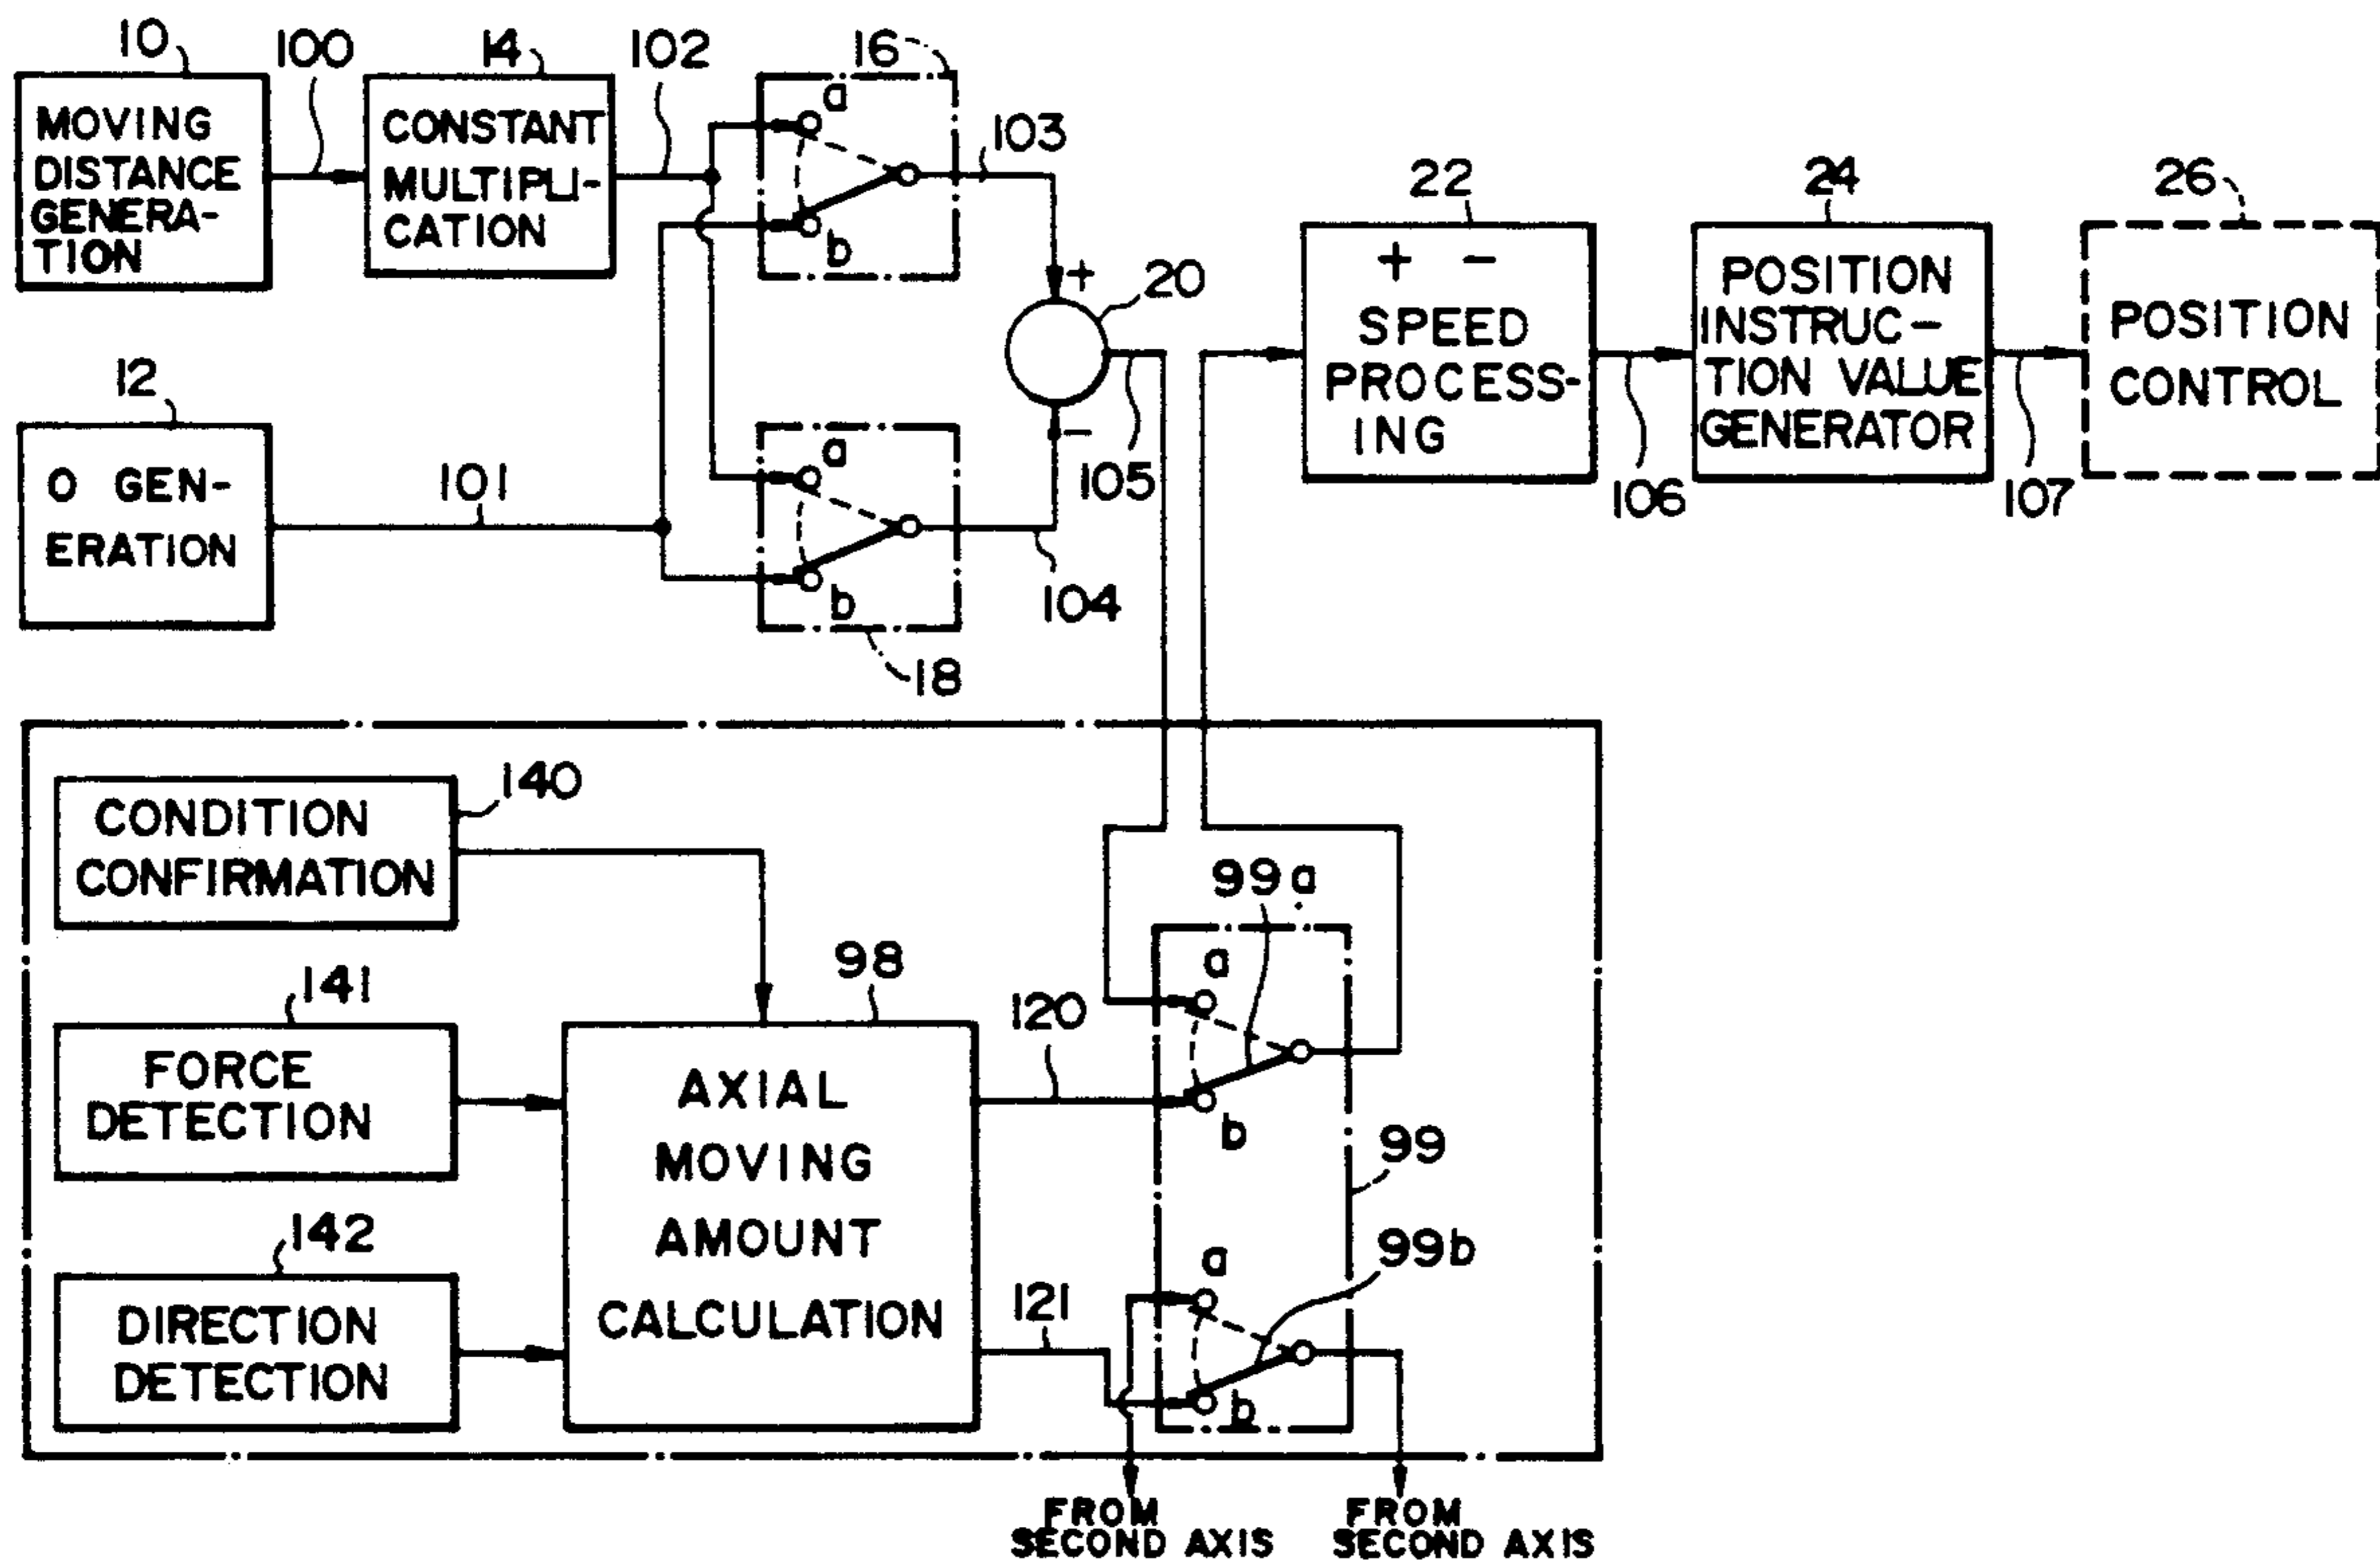 10
100
14
102
16
MOVING
DISTANCE
GENERA-
TION
CONSTANT
MULTIPLI-
CATION
a
b
103
+
20
-
12
O GEN-
ERATION
101
a
b
104
18
105
22
+ -
SPEED
PROCESS-
ING
106
24
POSITION
INSTRUC-
TION VALUE
GENERATOR
107
26
POSITION
CONTROL
140
CONDITION
CONFIRMATION
141
FORCE
DETECTION
142
DIRECTION
DETECTION
98
AXIAL
MOVING
AMOUNT
CALCULATION
120
121
99a
a
b
99
99b
a
b
FROM
SECOND AXIS
FROM
SECOND AXIS